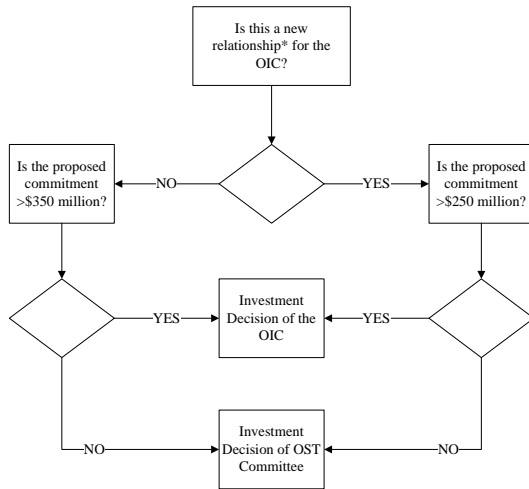 Is this a new
relationship* for the
OIC?
Is the proposed
commitment
>$350 million?
NO
YES
Is the proposed
commitment
>$250 million?
YES
Investment
Decision of the
OIC
YES
NO
Investment
Decision of OST
Committee
NO